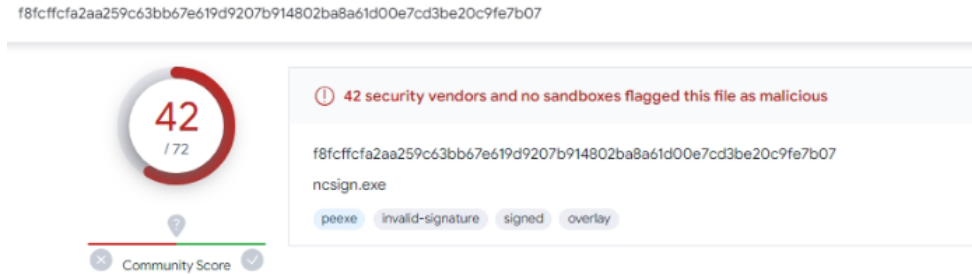 f8fcffcfa2aa259c63bb67e619d9207b914802ba8a61d00e7cd3be20c9fe7b07
42
/ 72
? 
Community Score
42 security vendors and no sandboxes flagged this file as malicious
f8fcffcfa2aa259c63bb67e619d9207b914802ba8a61d00e7cd3be20c9fe7b07
ncsign.exe
peexe invalid-signature signed overlay